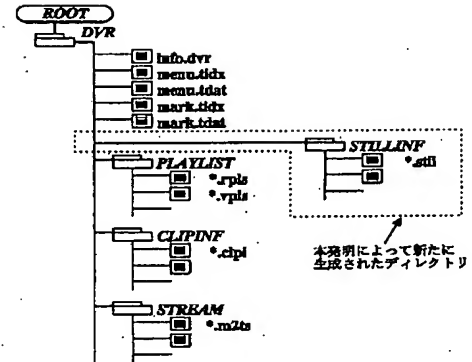 ROOT
DVR
info.dvr
menu.tidx
menu.tdat
mark.tidx
mark.tdat
STILLINF
*.stil
PLAYLIST
*.rpls
*.vpls
CLIPINF
*.clpi
STREAM
*.m2ts
本発明によって新たに
生成されたディレクトリ